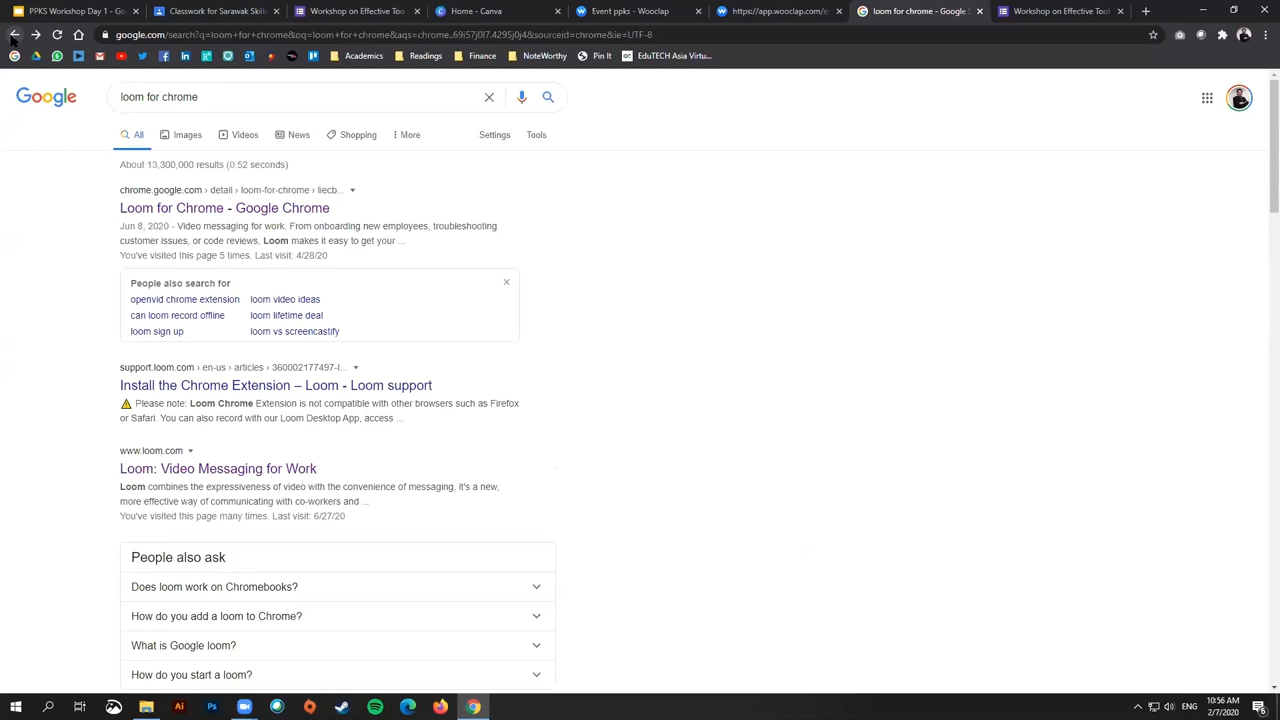 PPKS Workshop Day 1 - Go
Classwork for Sarawak Skills
Workshop on Effective Too
Home - Canva
Event ppks - Wooclap
https://app.wooclap.com/e
loom for chrome - Google S
Workshop on Effective Tool
google.com/search?q=loom+for+chrome&oq=loom+for+chrome&aqs=chrome..69i57j0l7.4295j0j4&sourceid=chrome&ie=UTF-8
Academics
Readings
Finance
NoteWorthy
Pin It
EduTECH Asia Virtu...
Google
loom for chrome
All
Images
Videos
News
Shopping
More
Settings
Tools
About 13,300,000 results (0.52 seconds)
chrome.google.com › detail › loom-for-chrome › liecb...
Loom for Chrome - Google Chrome
Jun 8, 2020 - Video messaging for work. From onboarding new employees, troubleshooting
customer issues, or code reviews, Loom makes it easy to get your ...
You've visited this page 5 times. Last visit: 4/28/20
People also search for
openvid chrome extension
loom video ideas
can loom record offline
loom lifetime deal
loom sign up
loom vs screencastify
support.loom.com › en-us › articles › 360002177497-I...
Install the Chrome Extension – Loom - Loom support
Please note: Loom Chrome Extension is not compatible with other browsers such as Firefox
or Safari. You can also record with our Loom Desktop App, access ...
www.loom.com
Loom: Video Messaging for Work
Loom combines the expressiveness of video with the convenience of messaging, it's a new,
more effective way of communicating with co-workers and ...
You've visited this page many times. Last visit: 6/27/20
People also ask
Does loom work on Chromebooks?
How do you add a loom to Chrome?
What is Google loom?
How do you start a loom?
Ai
Ps
ENG
10:56 AM
2/7/2020
6